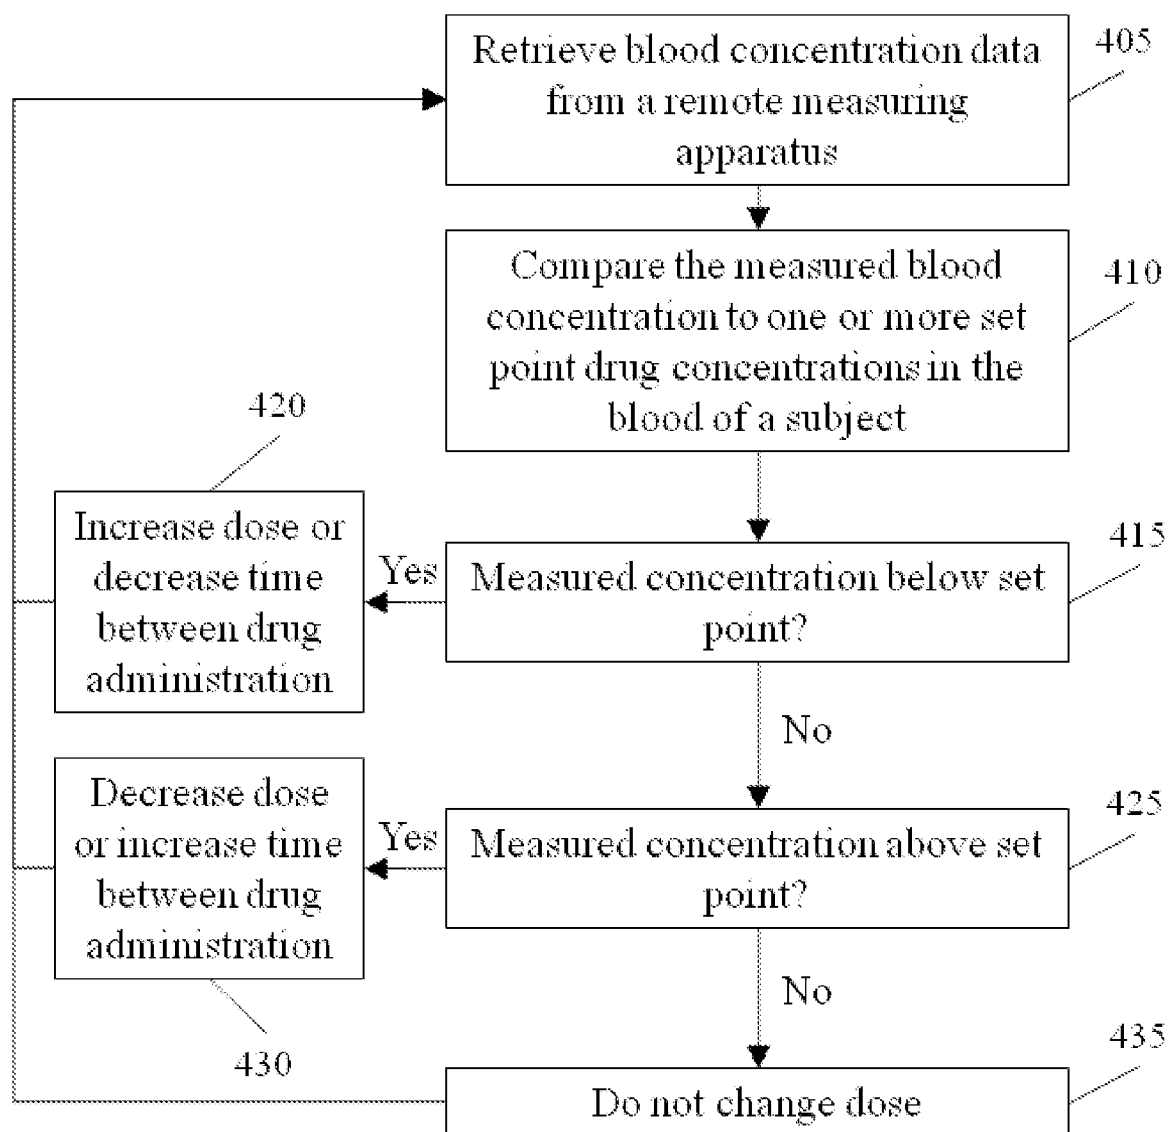 Retrieve blood concentration data
from a remote measuring
apparatus
405
Compare the measured blood
concentration to one or more set
point drug concentrations in the
blood of a subject
410
420
Increase dose or
decrease time
between drug
administration
Yes
Measured concentration below set
point?
415
No
Decrease dose
or increase time
between drug
administration
Yes
Measured concentration above set
point?
425
No
430
Do not change dose
435